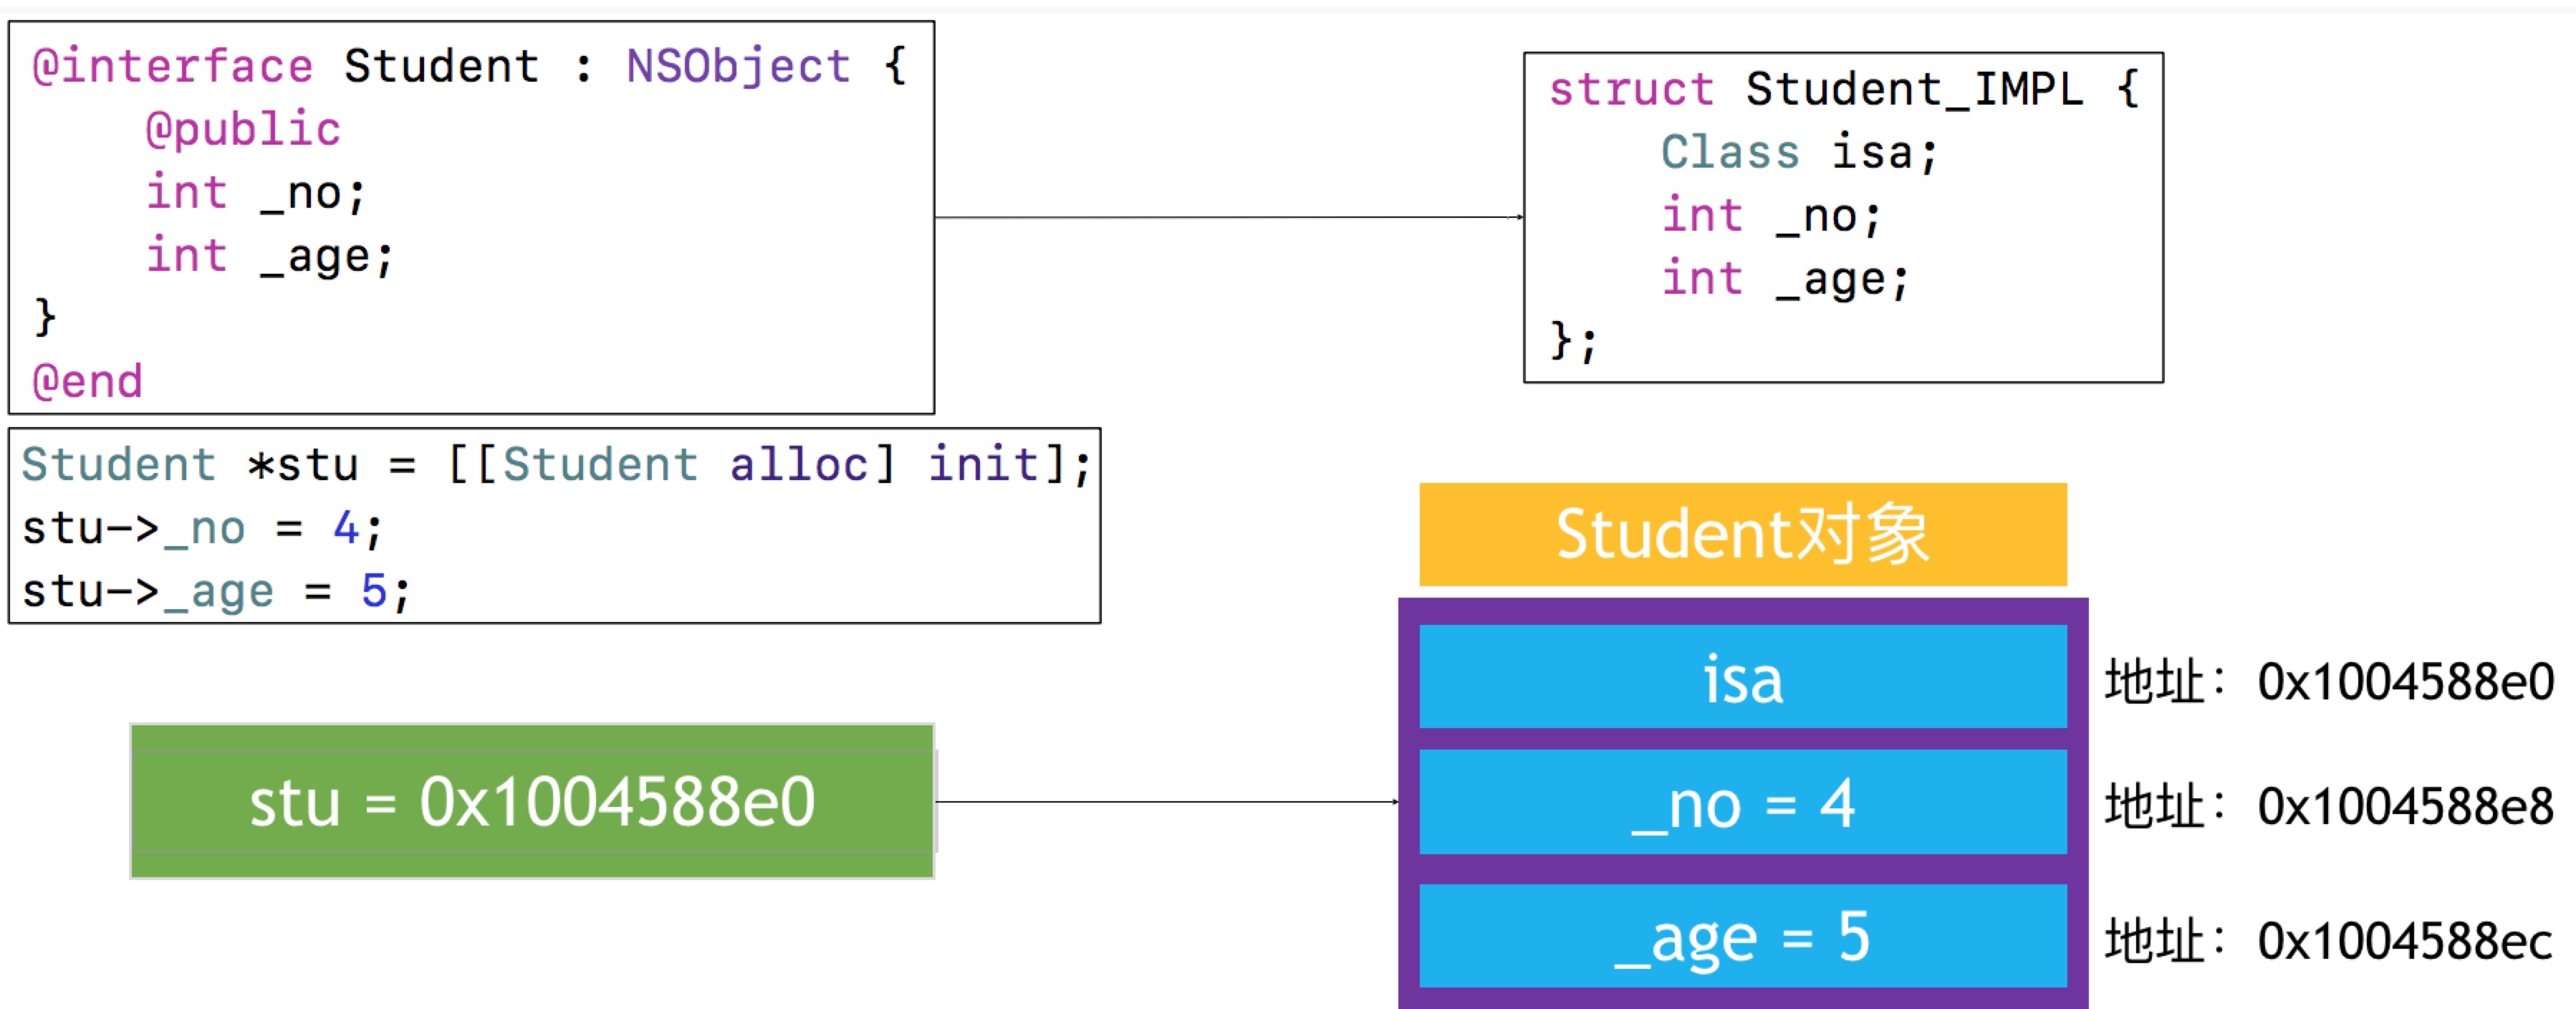 @interface Student : NSObject {
    @public
    int _no;
    int _age;
}
@end
struct Student_IMPL {
    Class isa;
    int _no;
    int _age;
};
Student *stu = [[Student alloc] init];
stu->_no = 4;
stu->_age = 5;
Student对象
stu = 0x1004588e0
isa
地址：0x1004588e0
_no = 4
地址：0x1004588e8
_age = 5
地址：0x1004588ec